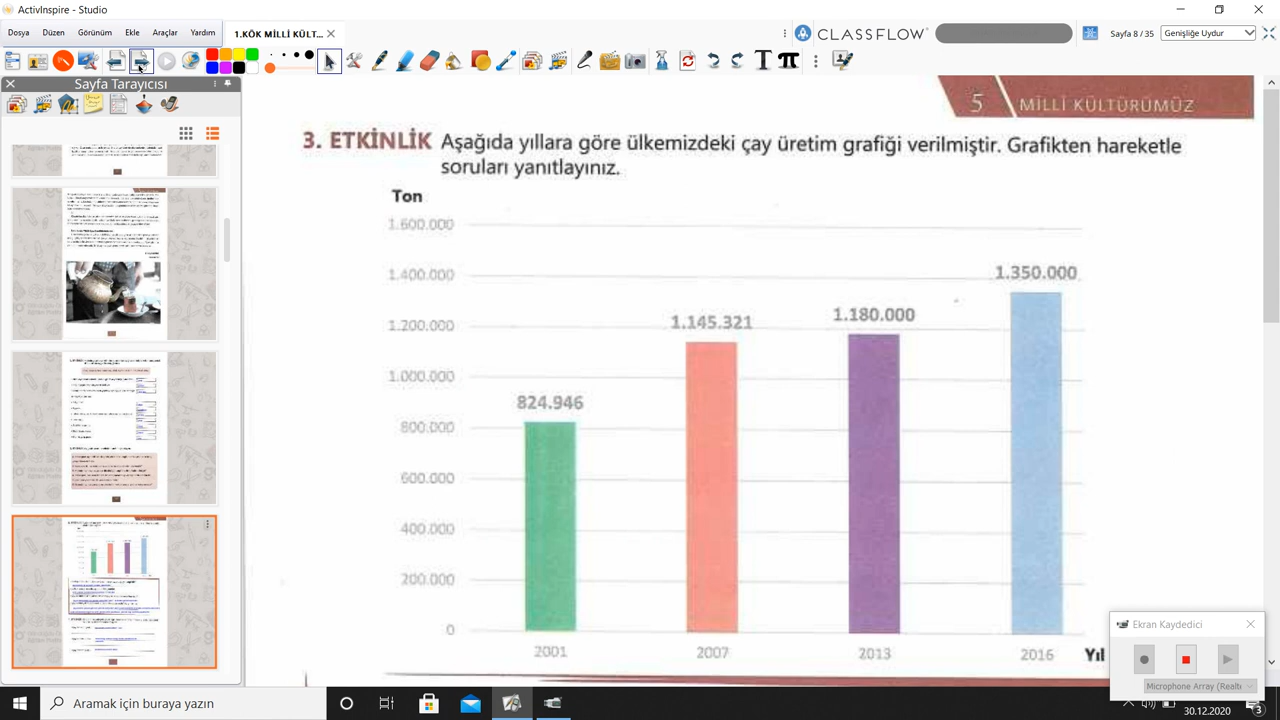 ActivInspire - Studio
Dosya Düzen Görünüm Ekle Araçlar Yardım
1.KÖK MİLLİ KÜLT...
CLASSFLOW
Sayfa 8 / 35
Genişliğe Uydur
Sayfa Tarayıcısı
5 MİLLİ KÜLTÜRÜMÜZ
3. ETKİNLİK Aşağıda yıllara göre ülkemizdeki çay üretim grafiği verilmiştir. Grafikten hareketle
soruları yanıtlayınız.
Ton
1.600.000
1.400.000
1.200.000
1.000.000
800.000
600.000
400.000
200.000
0
824.946
1.145.321
1.180.000
1.350.000
2001 2007 2013 2016 Yıl
Ekran Kaydedici
Microphone Array (Realt
Aramak için buraya yazın
30.12.2020
3